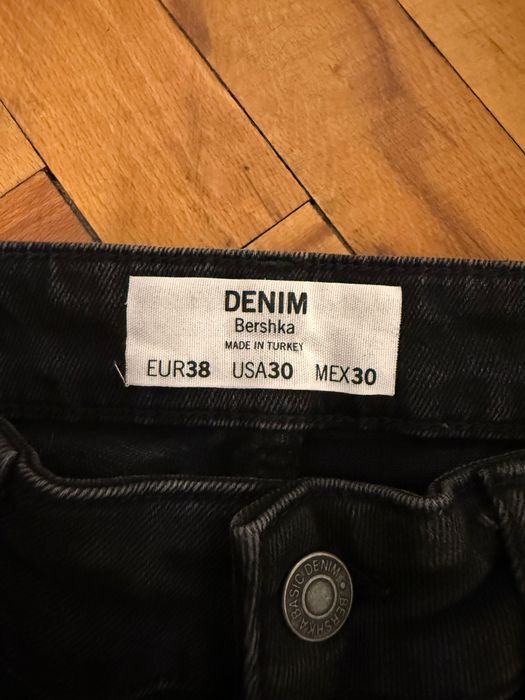 DENIM
Bershka
MADE IN TURKEY
EUR38 USA30 MEX30
BERSHKA BASIC DENIM